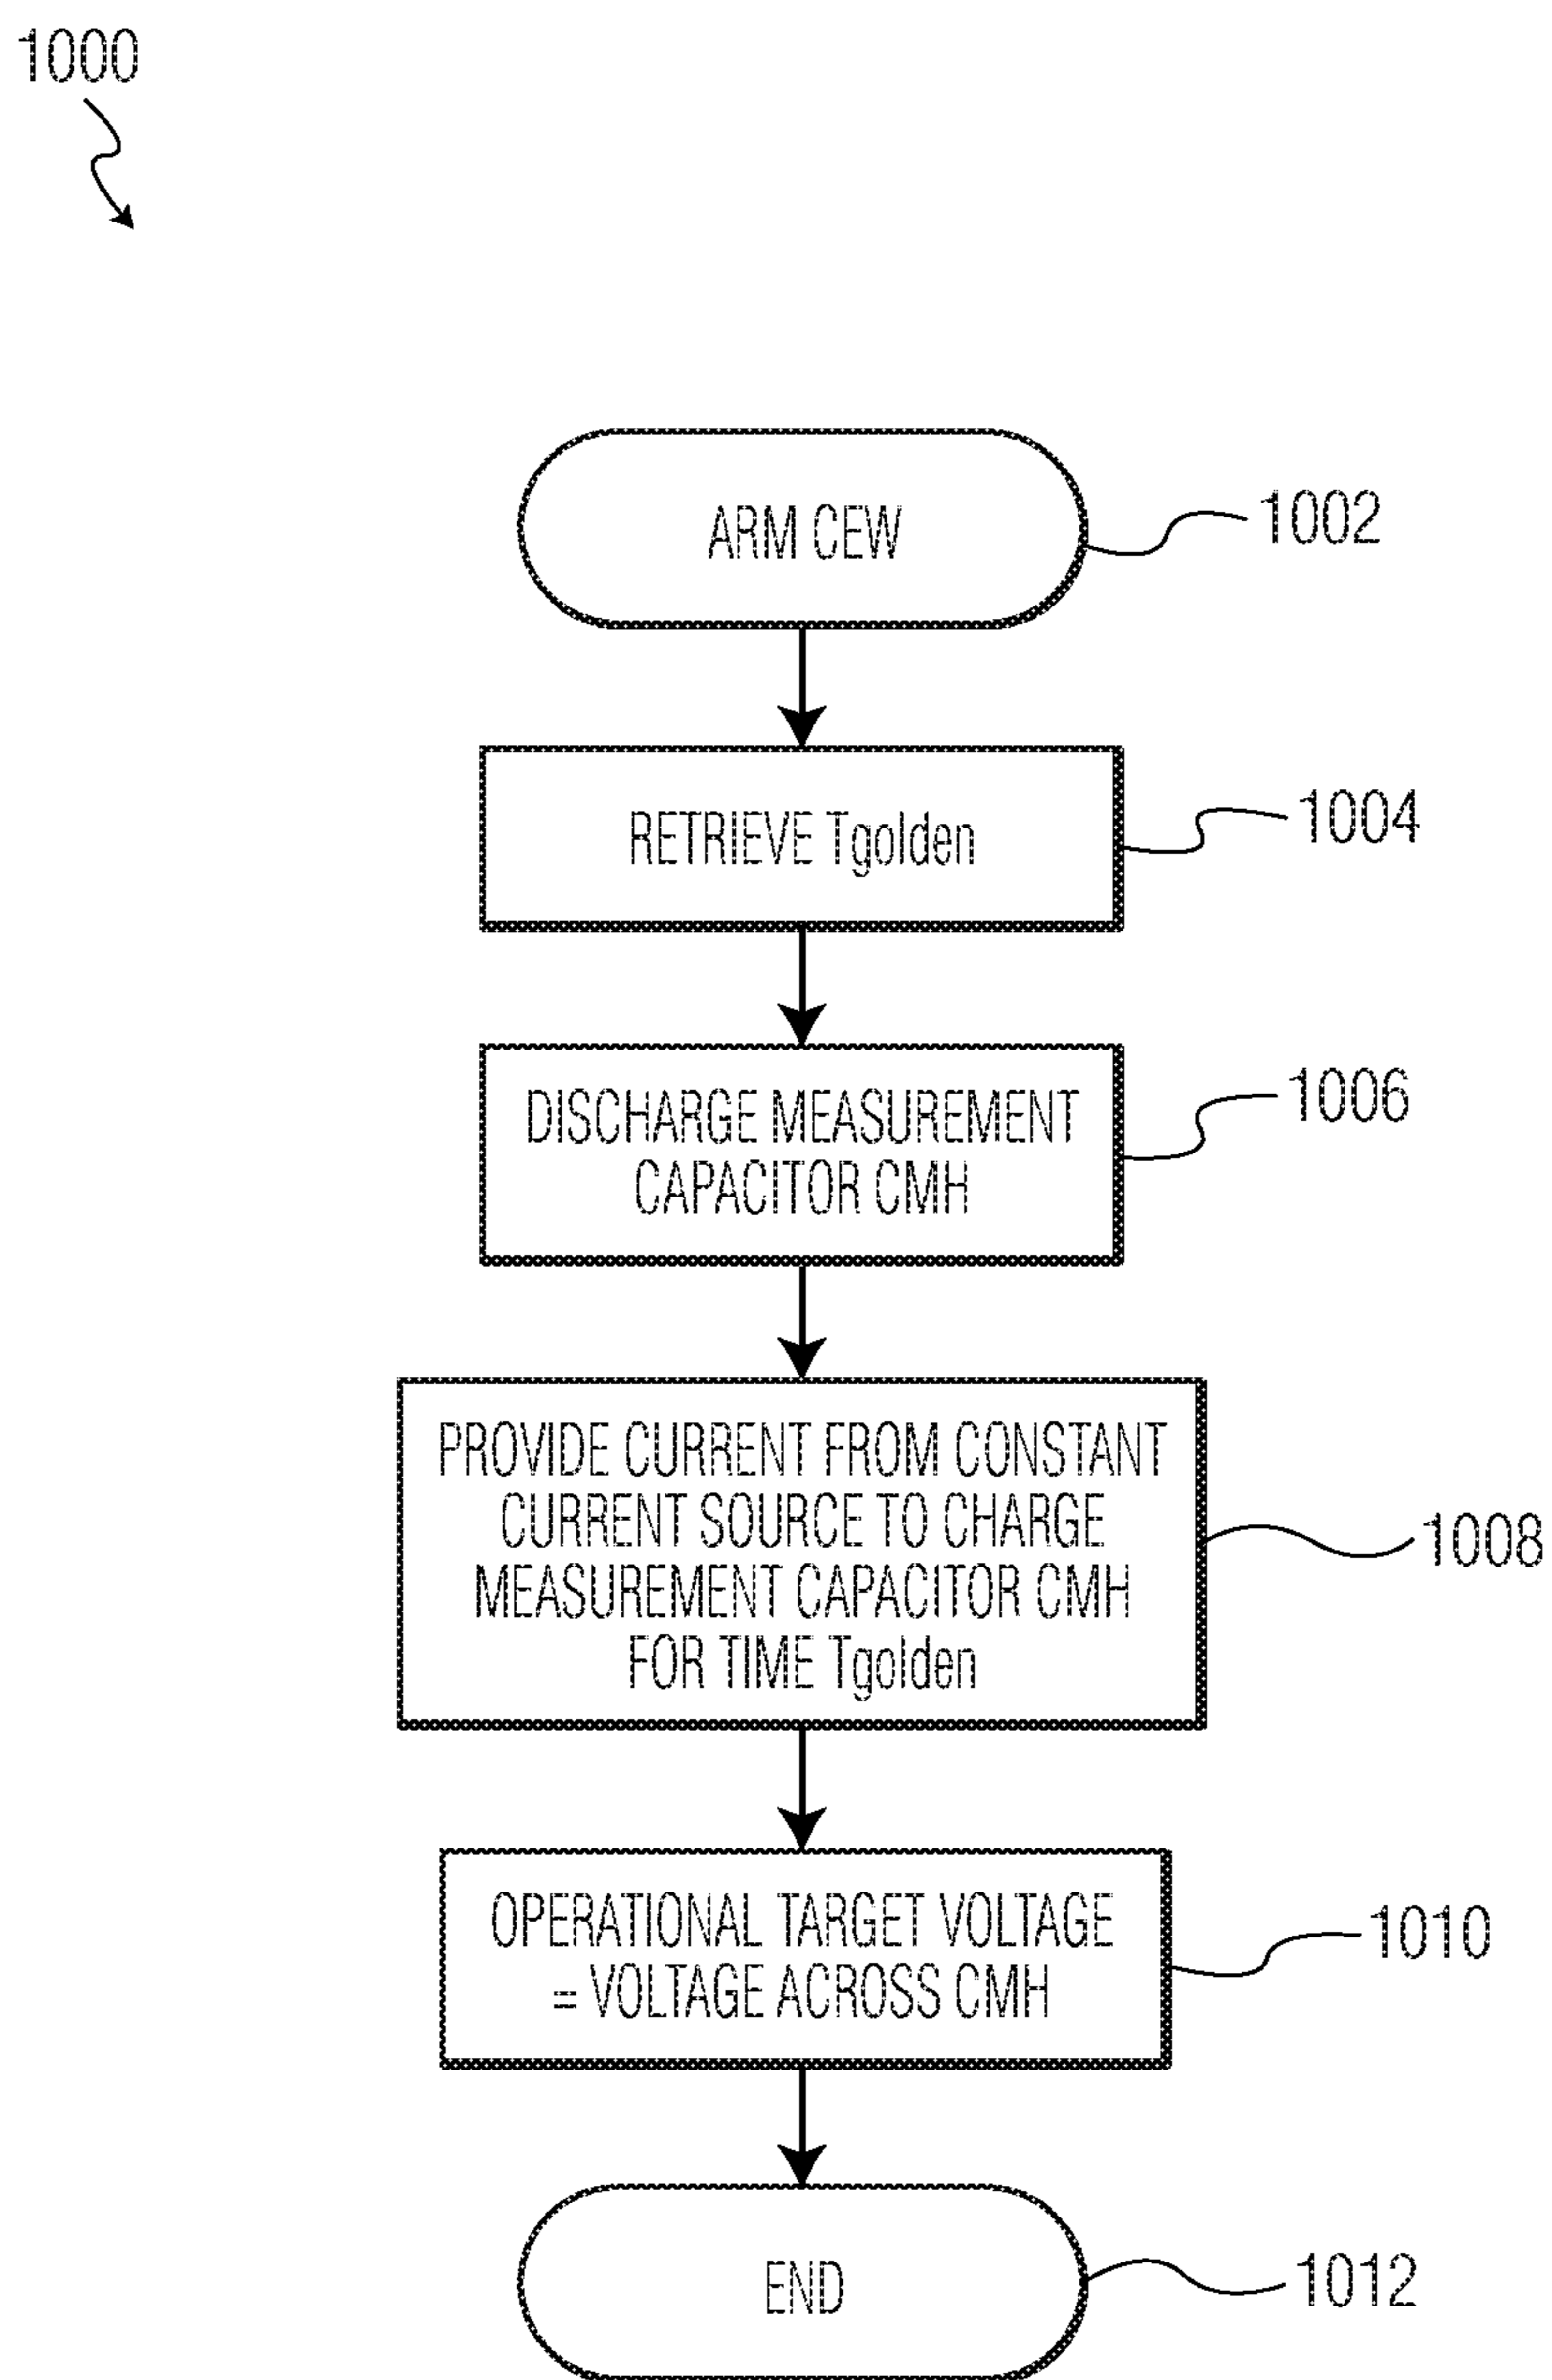 1000
ARM CEW
1002
RETRIEVE Tgolden
1004
DISCHARGE MEASUREMENT
CAPACITOR CMH
1006
PROVIDE CURRENT FROM CONSTANT
CURRENT SOURCE TO CHARGE
MEASUREMENT CAPACITOR CMH
FOR TIME Tgolden
1008
OPERATIONAL TARGET VOLTAGE
= VOLTAGE ACROSS CMH
1010
END
1012